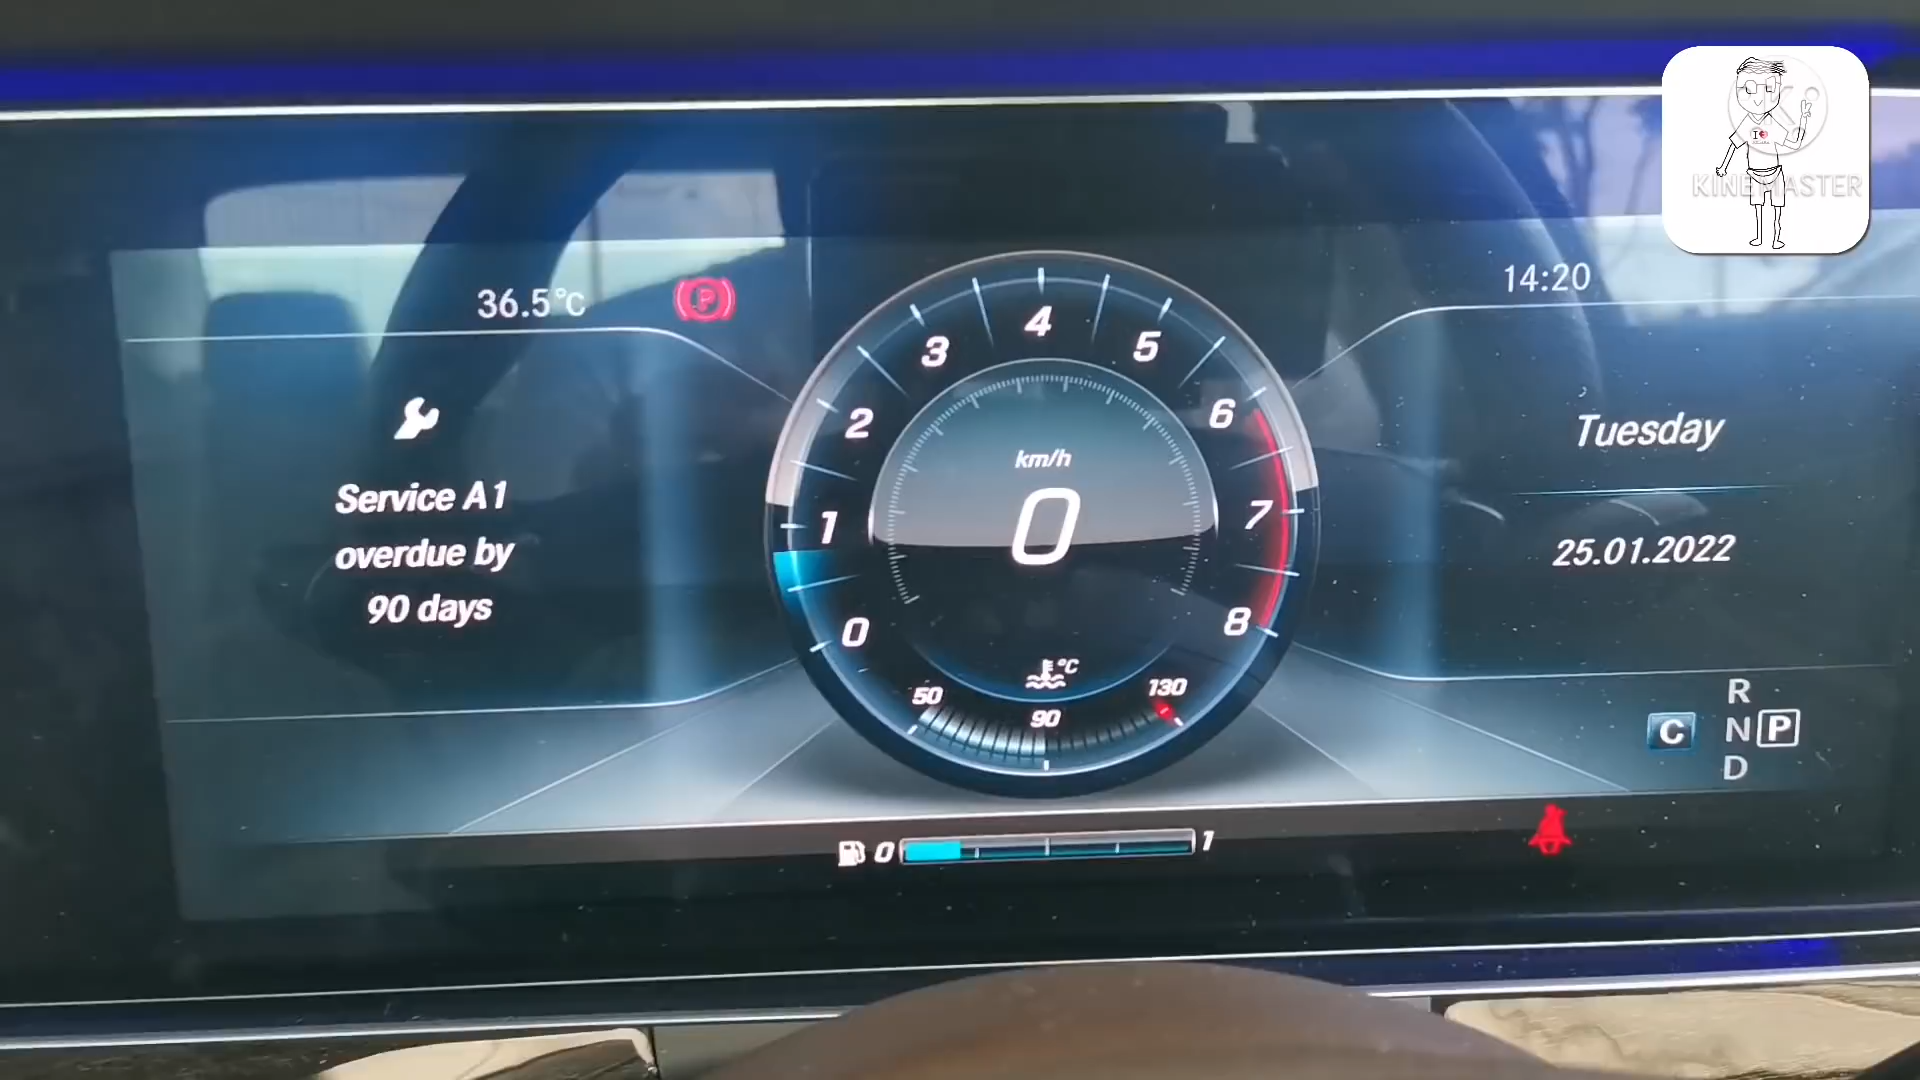 KINEMASTER
36.5°C
P
14:20
Service A1
overdue by
90 days
Tuesday
25.01.2022
0
1
2
3
4
5
6
7
8
km/h
0
°C
50
90
130
R
C
N P
D
0
1